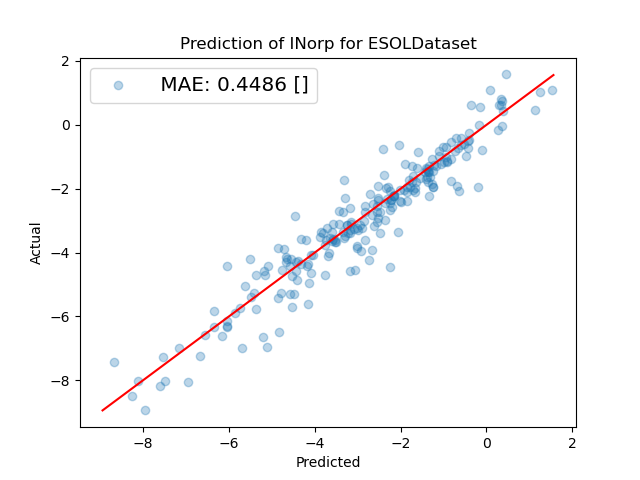 Prediction of INorp for ESOLDataset
MAE: 0.4486 []
2
0
−2
−4
−6
−8
Actual
−8 −6 −4 −2 0 2
Predicted